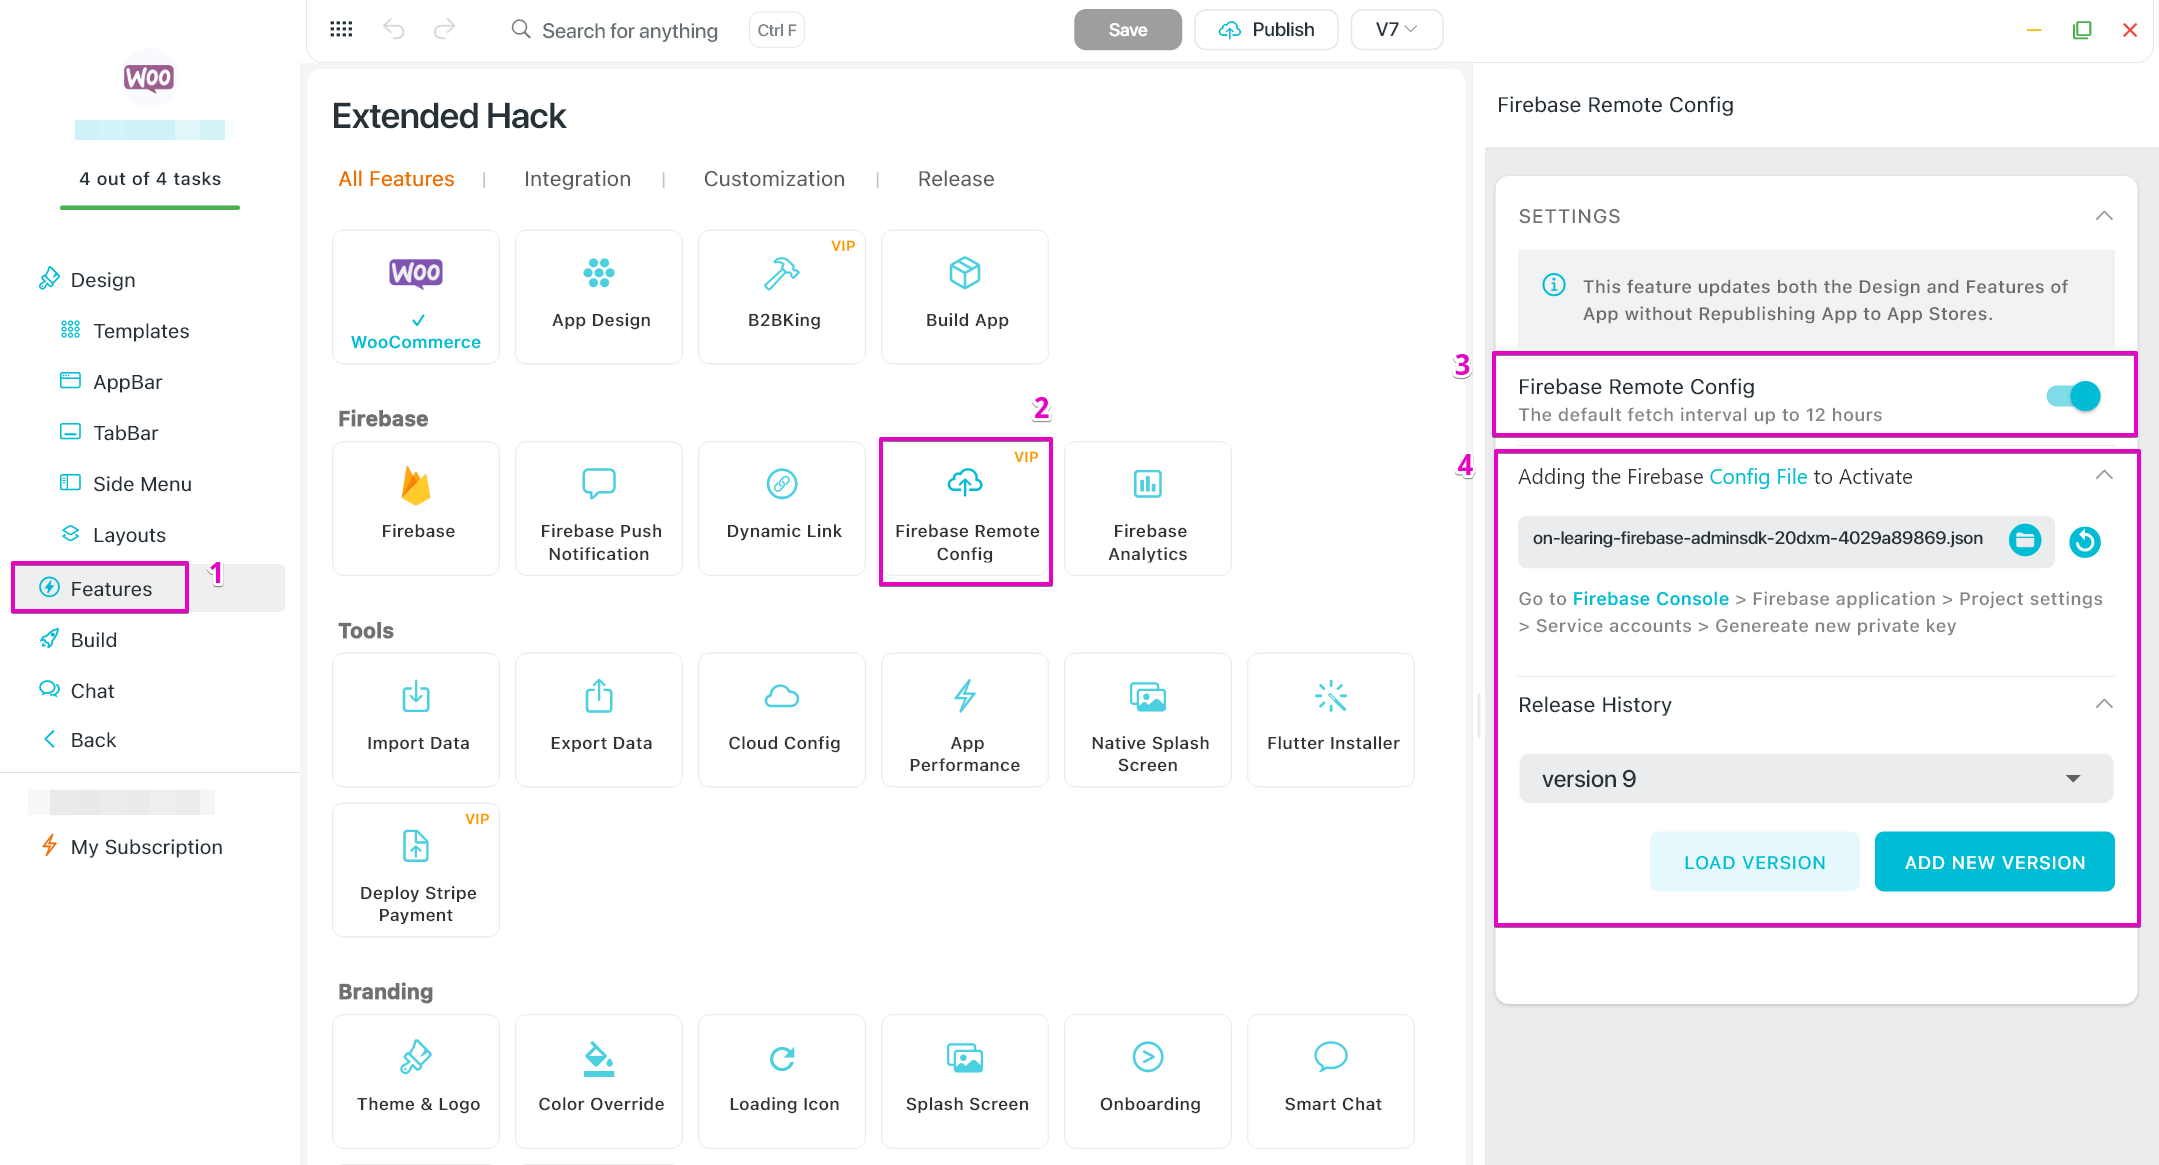 WOO
4 out of 4 tasks
Design
Templates
AppBar
TabBar
Side Menu
Layouts
Features
1
Build
Chat
Back
My Subscription
Search for anything
Ctrl F
Save
Publish
V7
Extended Hack
All Features | Integration | Customization | Release
WOO
WooCommerce
App Design
VIP
B2BKing
Build App
Firebase
2
Firebase
Firebase Push
Notification
Dynamic Link
VIP
Firebase Remote
Config
Firebase
Analytics
Tools
Import Data
Export Data
Cloud Config
App
Performance
Native Splash
Screen
Flutter Installer
VIP
Deploy Stripe
Payment
Branding
Theme & Logo
Color Override
Loading Icon
Splash Screen
Onboarding
Smart Chat
Firebase Remote Config
SETTINGS
This feature updates both the Design and Features of
App without Republishing App to App Stores.
3
Firebase Remote Config
The default fetch interval up to 12 hours
4
Adding the Firebase Config File to Activate
on-learing-firebase-adminsdk-20dxm-4029a89869.json
Go to Firebase Console > Firebase application > Project settings
> Service accounts > Genereate new private key
Release History
version 9
LOAD VERSION
ADD NEW VERSION